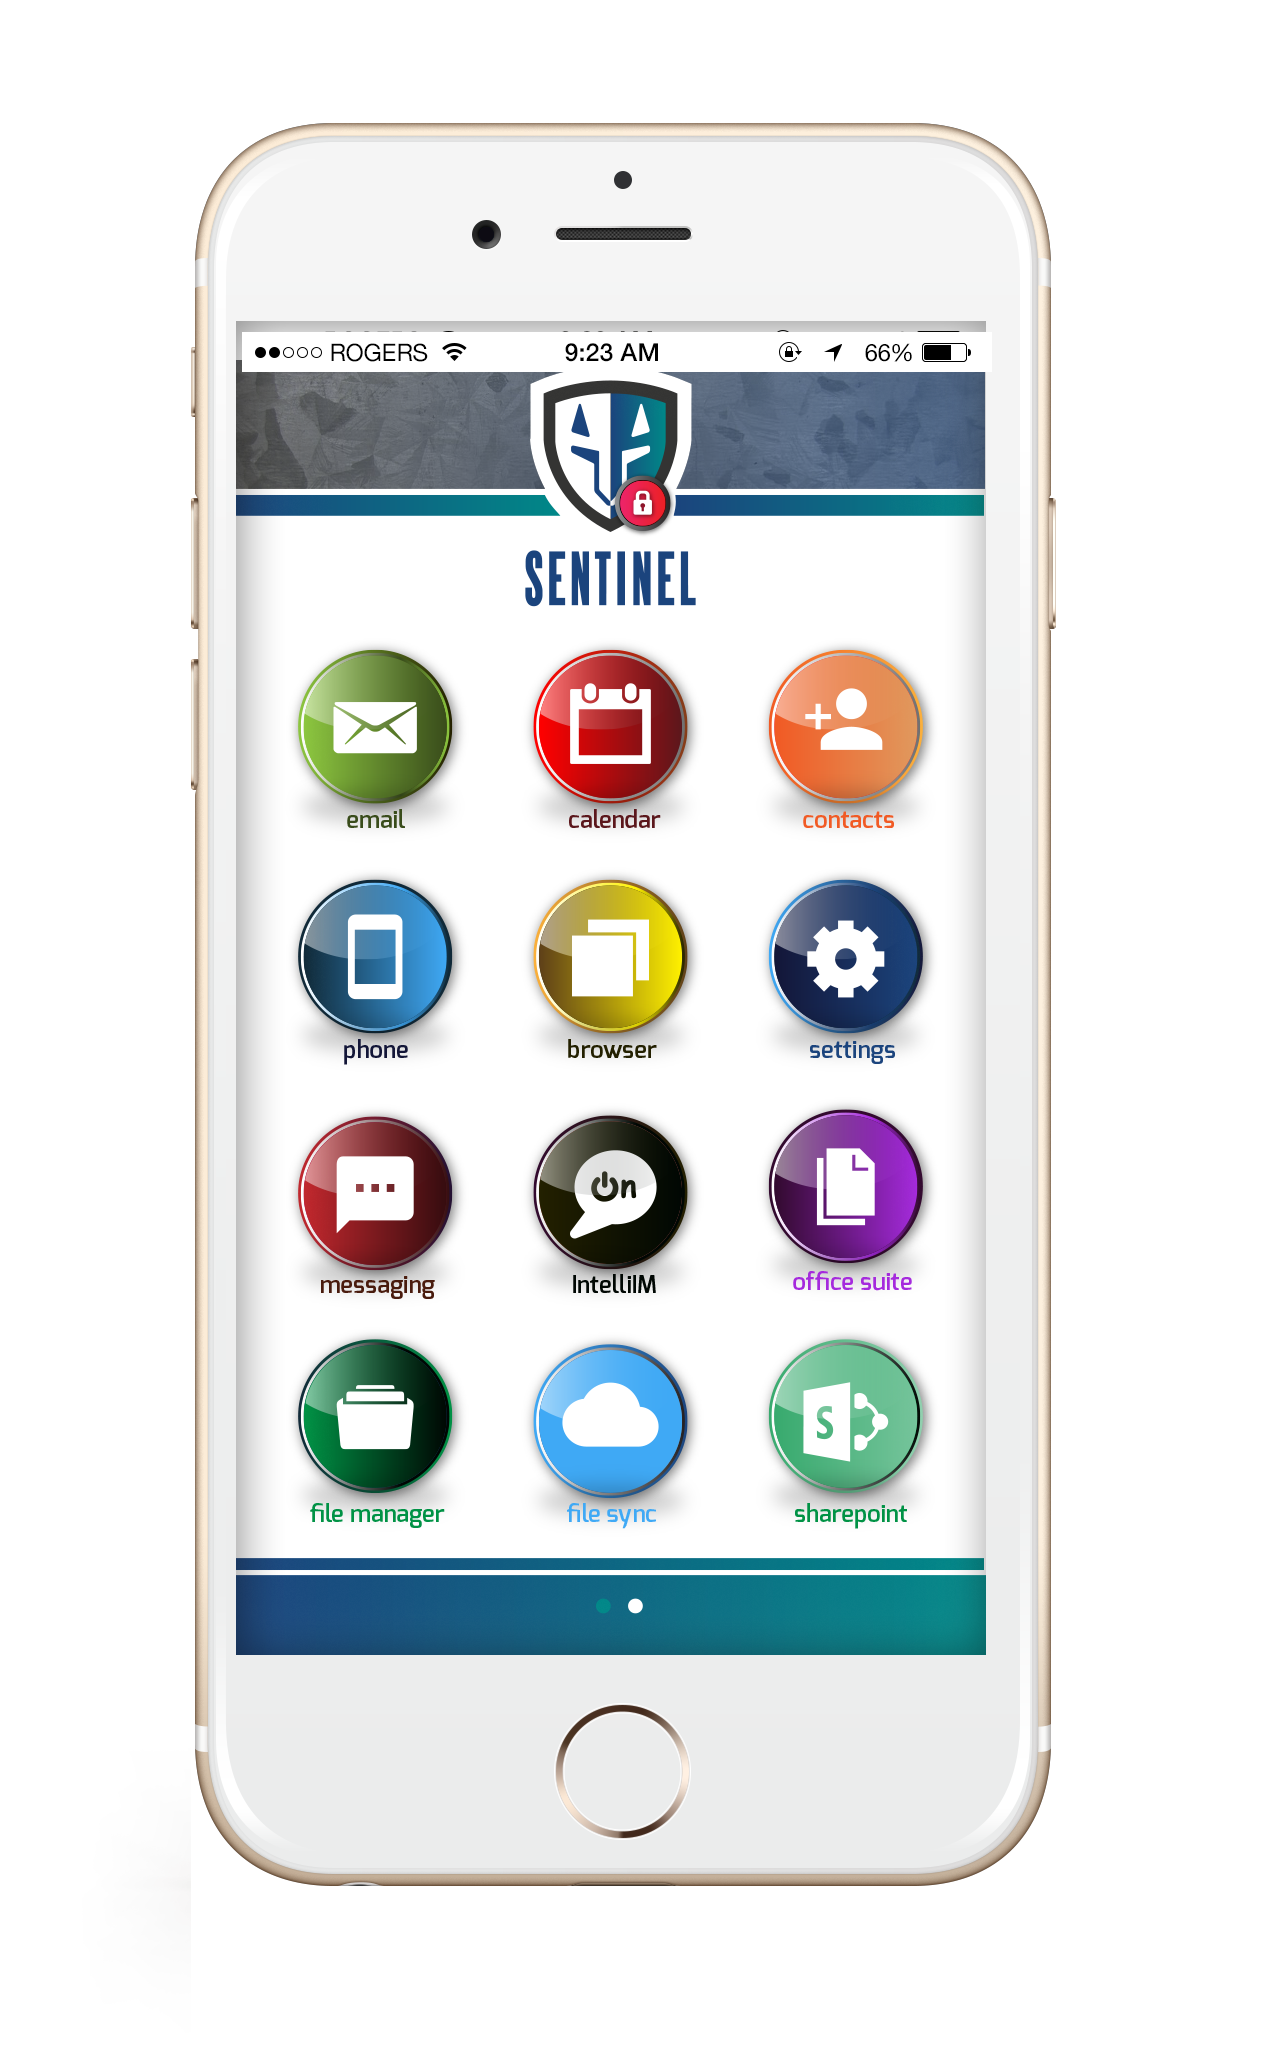 ROGERS 9:23 AM 66%
SENTINEL
email calendar contacts
phone browser settings
On
messaging IntelliIM office suite
S
file manager file sync sharepoint